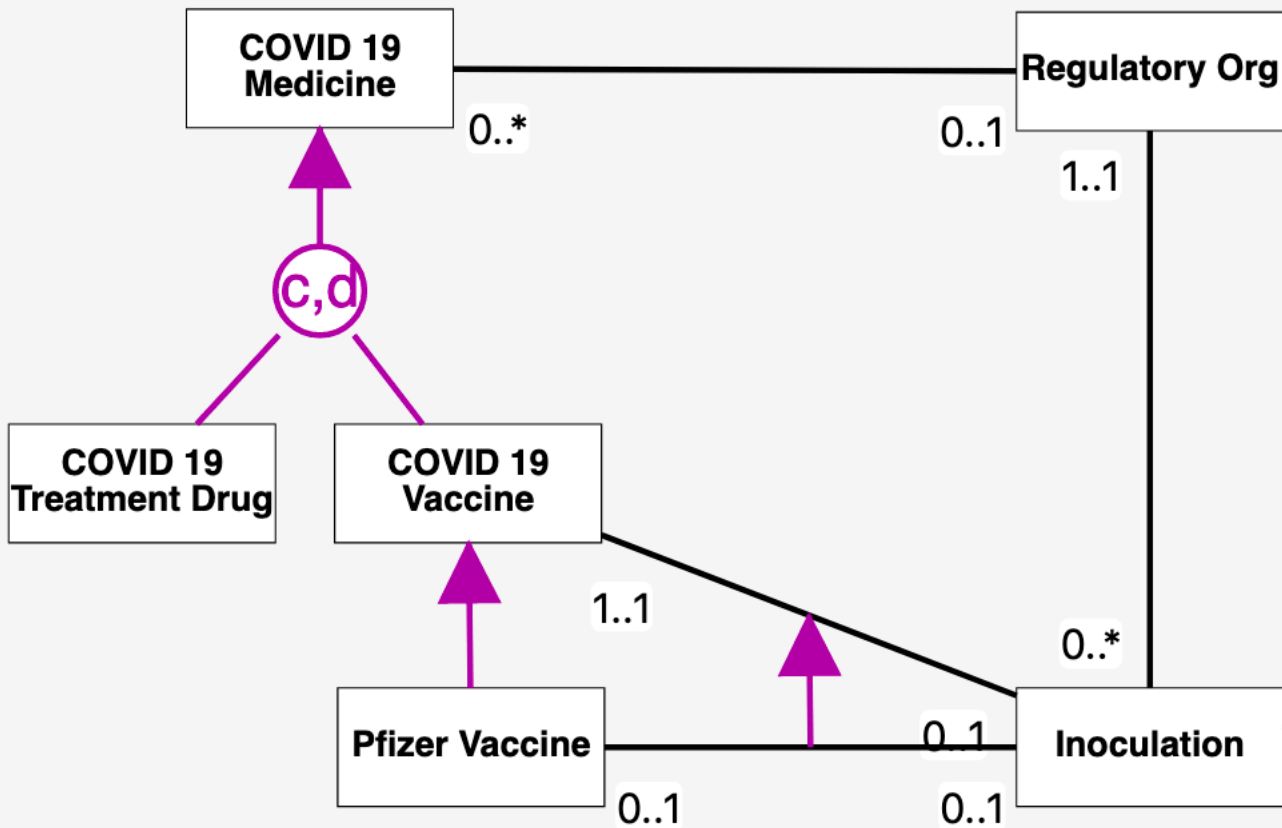 COVID 19
Medicine
Regulatory Org
0..*
0..1
1..1
c,d
COVID 19
Treatment Drug
COVID 19
Vaccine
1..1
0..*
Pfizer Vaccine
0..1
Inoculation
0..1
0..1